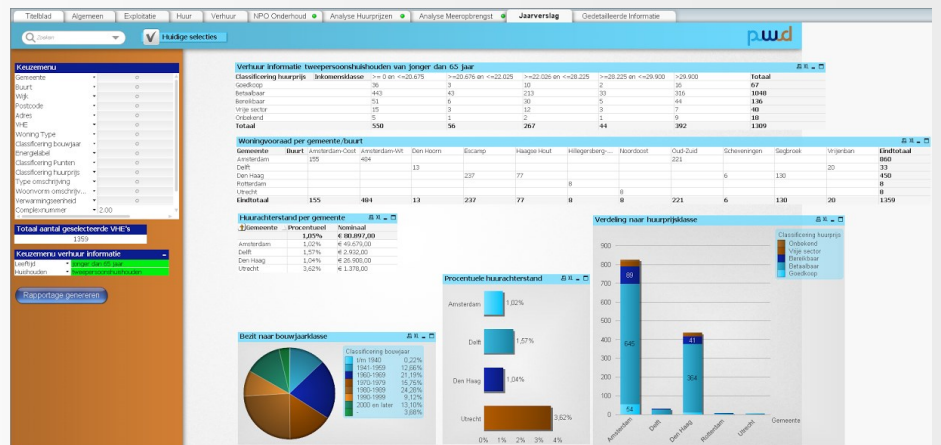 Titelblad Algemeen Exploitatie Huur Verhuur NPO Onderhoud Analyse Huurprijzen Analyse Meeropbrengst Jaarverslag Gedetailleerde Informatie
Zoeken Huidige selecties pwd
Keuzemenu
Gemeente
Buurt
Wijk
Postcode
Adres
VHE
Woning Type
Classificering bouwjaar
Energielabel
Classificering Punten
Classificering huurprijs
Type omschrijving
Woonvorm omschrijv...
Verwarmingseenheid
Complexnummer 2.00
Totaal aantal geselecteerde VHE's
1359
Keuzemenu verhuur informatie
Leeftijd jonger dan 65 jaar
Huishouden tweepersoonshuishouden
Rapportage genereren
Verhuur informatie tweepersoonshuishouden van jonger dan 65 jaar
Classificering huurprijs Inkomensklasse >= 0 en <=20.675 >=20.676 en <=22.025 >=22.026 en <=28.225 >=28.225 en <=29.900 >29.900 Totaal
Goedkoop 36 3 10 2 16 67
Betaalbaar 443 43 213 33 316 1048
Bereikbaar 51 6 30 5 44 136
Vrije sector 15 3 12 3 7 40
Onbekend 5 1 2 1 9 18
Totaal 550 56 267 44 392 1309
Woningvooraad per gemeente/buurt
Gemeente Buurt Amsterdam-Oost Amsterdam-Wit Den Hoorn Escamp Haagse Hout Hillegersberg-... Noordoost Oud-Zuid Scheveningen Segbroek Vrijenban Eindtotaal
Amsterdam 155 484 221 860
Delft 13 20 33
Den Haag 237 77 6 130 450
Rotterdam 8 8
Utrecht 8 8
Eindtotaal 155 484 13 237 77 8 8 221 6 130 20 1359
Huurachterstand per gemeente
Gemeente Procentueel Nominaal
1,05% € 80.897,00
Amsterdam 1,02% € 49.679,00
Delft 1,57% € 2.932,00
Den Haag 1,04% € 26.908,00
Utrecht 3,62% € 1.378,00
Procentuele huurachterstand
Amsterdam 1,02%
Delft 1,57%
Den Haag 1,04%
Utrecht 3,62%
0% 1% 2% 3% 4%
Bezit naar bouwjaarklasse
Classificering bouwjaar
t/m 1940 0,22%
1941-1959 12,66%
1960-1969 21,19%
1970-1979 15,75%
1980-1989 24,28%
1990-1999 9,12%
2000 en later 13,10%
- 3,68%
Verdeling naar huurprijsklasse
Classificering huurprijs
Onbekend
Vrije sector
Bereikbaar
Betaalbaar
Goedkoop
900
800
700
600
500
400
300
200
100
0
89
645
54
41
364
Amsterdam Delft Den Haag Rotterdam Utrecht Gemeente